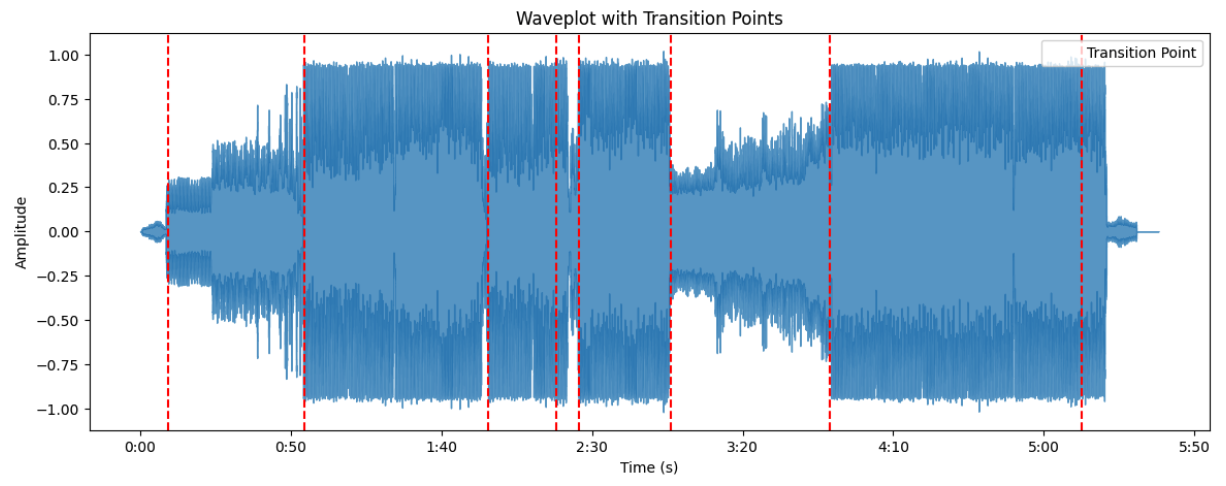 Waveplot with Transition Points
Transition Point
Amplitude
1.00
0.75
0.50
0.25
0.00
−0.25
−0.50
−0.75
−1.00
0:00 0:50 1:40 2:30 3:20 4:10 5:00 5:50
Time (s)